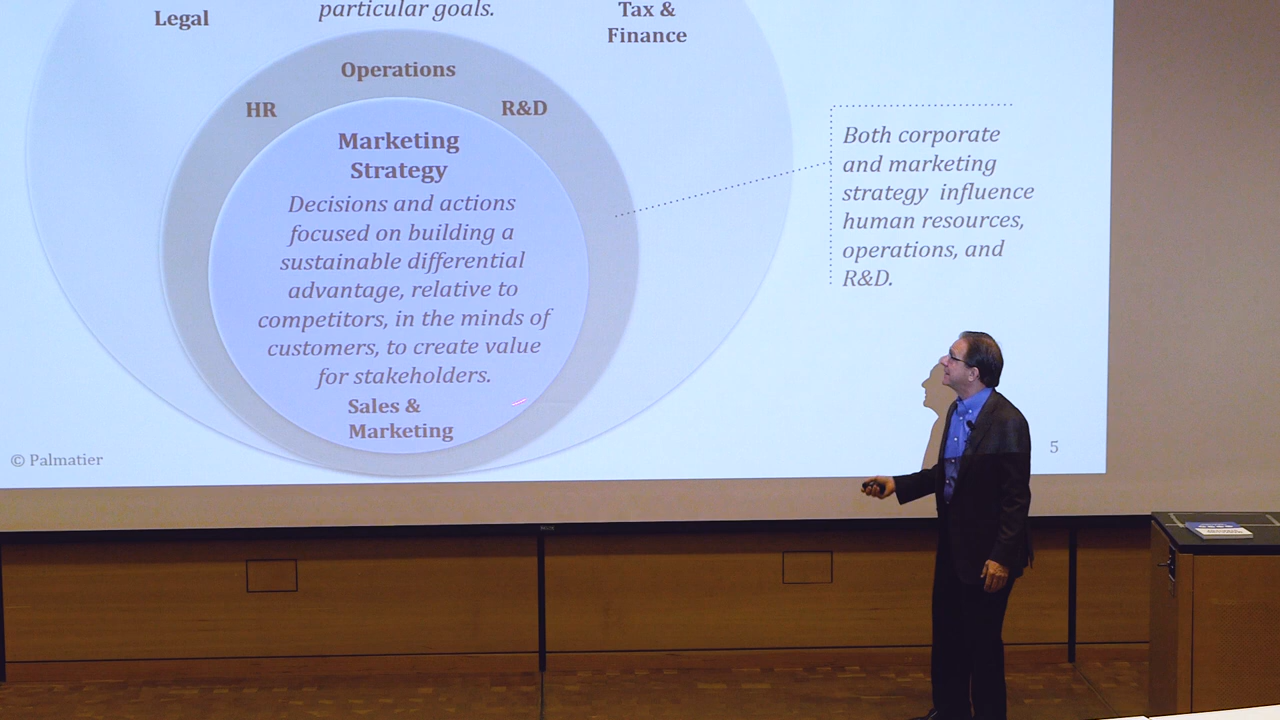 particular goals.
Legal
Tax &
Finance
Operations
HR
R&D
Marketing
Strategy
Decisions and actions
focused on building a
sustainable differential
advantage, relative to
competitors, in the minds of
customers, to create value
for stakeholders.
Sales &
Marketing
Both corporate
and marketing
strategy influence
human resources,
operations, and
R&D.
© Palmatier
5